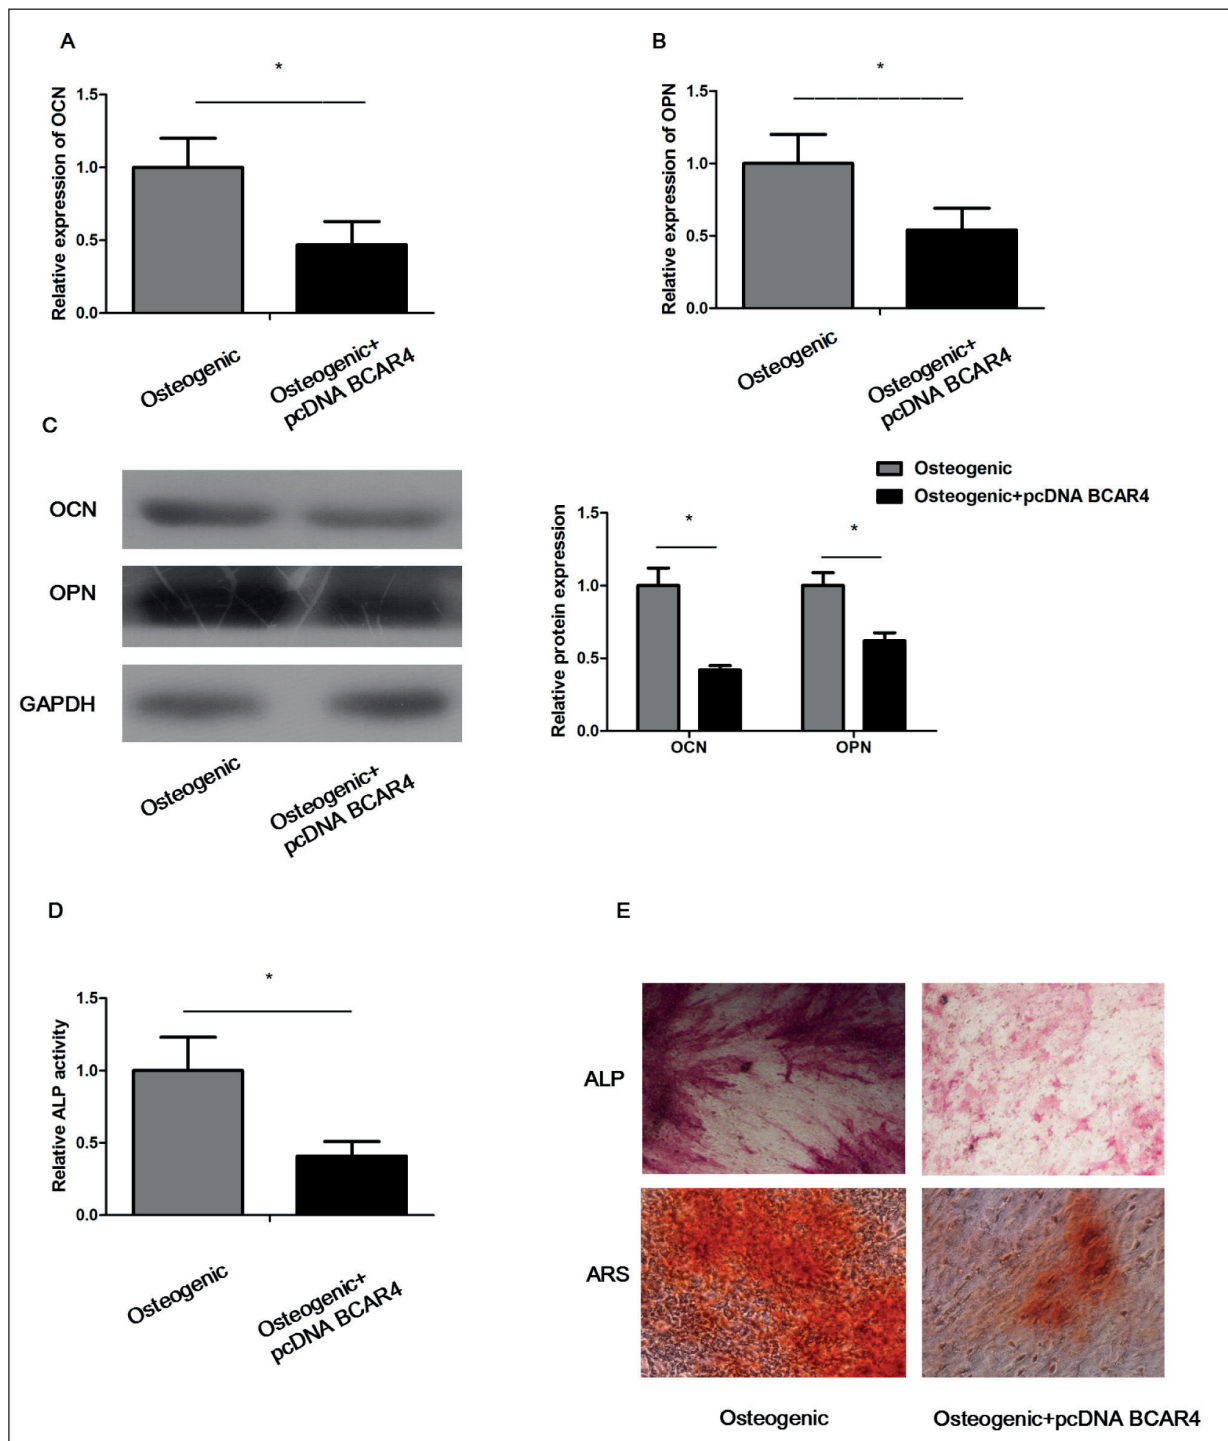 A
*
Relative expression of OCN
1.5
1.0
0.5
0.0
Osteogenic
Osteogenic+
pcDNA BCAR4
B
*
Relative expression of OPN
1.5
1.0
0.5
0.0
Osteogenic
Osteogenic+
pcDNA BCAR4
C
OCN
OPN
GAPDH
Osteogenic
Osteogenic+
pcDNA BCAR4
Osteogenic
Osteogenic+pcDNA BCAR4
Relative protein expression
1.5
1.0
0.5
0.0
*
*
OCN
OPN
D
*
Relative ALP activity
1.5
1.0
0.5
0.0
Osteogenic
Osteogenic+
pcDNA BCAR4
E
ALP
ARS
Osteogenic
Osteogenic+pcDNA BCAR4